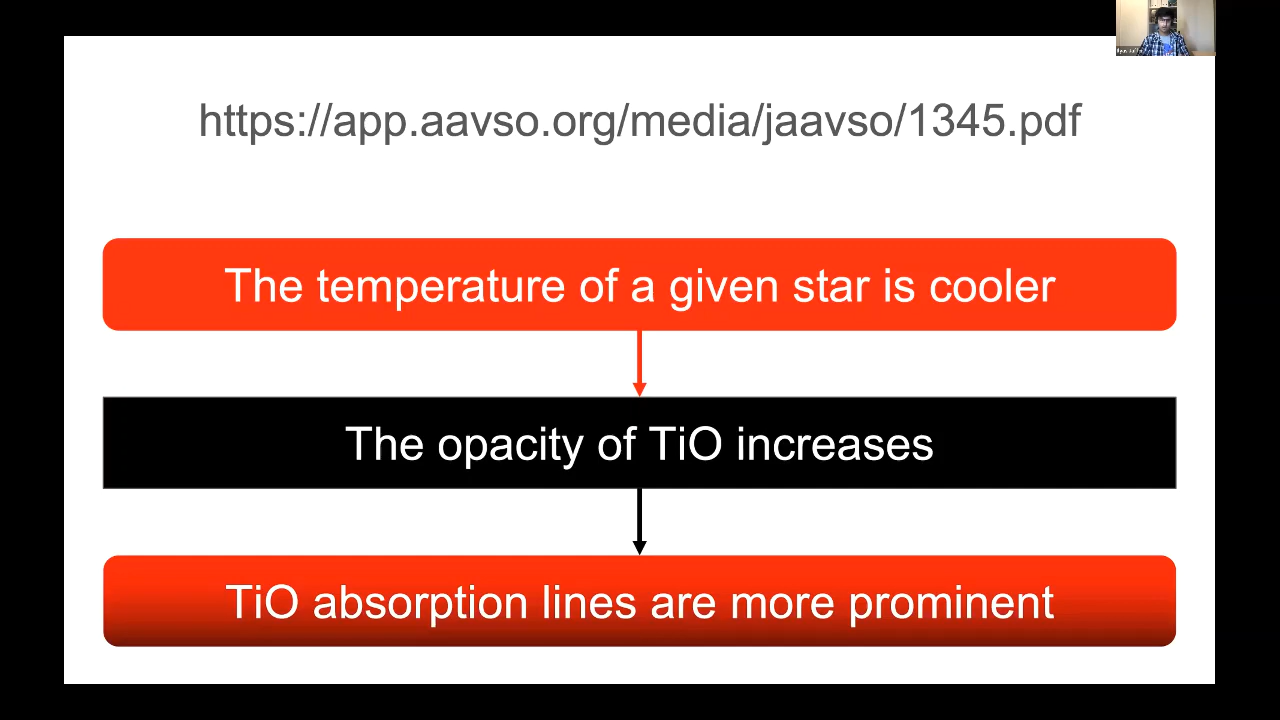 https://app.aavso.org/media/jaavso/1345.pdf
The temperature of a given star is cooler
The opacity of TiO increases
TiO absorption lines are more prominent